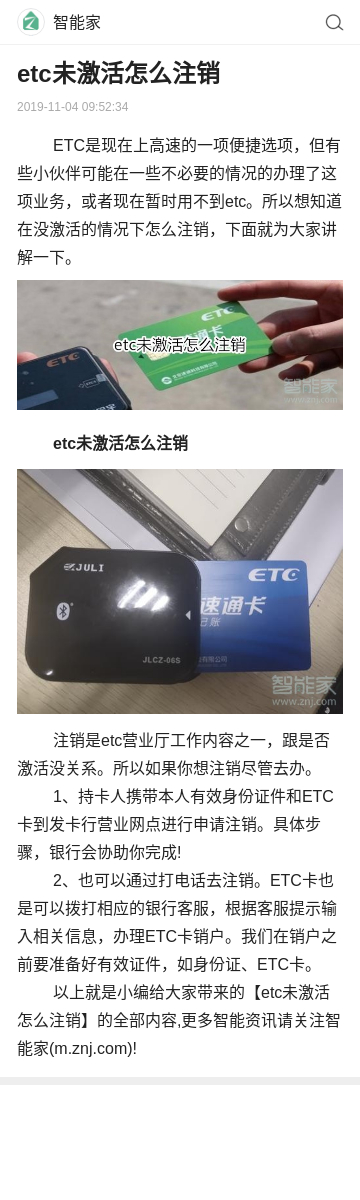 智能家
etc未激活怎么注销
2019-11-04 09:52:34
ETC是现在上高速的一项便捷选项，但有
些小伙伴可能在一些不必要的情况的办理了这
项业务，或者现在暂时用不到etc。所以想知道
在没激活的情况下怎么注销，下面就为大家讲
解一下。
ETC
通卡
ETC
etc未激活怎么注销
智能家
etc未激活怎么注销
JULI
ETC
速通卡
记账
JLCZ-06S
有限公司
智能家
www.znj.com
注销是etc营业厅工作内容之一，跟是否
激活没关系。所以如果你想注销尽管去办。
1、持卡人携带本人有效身份证件和ETC
卡到发卡行营业网点进行申请注销。具体步
骤，银行会协助你完成!
2、也可以通过打电话去注销。ETC卡也
是可以拨打相应的银行客服，根据客服提示输
入相关信息，办理ETC卡销户。我们在销户之
前要准备好有效证件，如身份证、ETC卡。
以上就是小编给大家带来的【etc未激活
怎么注销】的全部内容,更多智能资讯请关注智
能家(m.znj.com)!